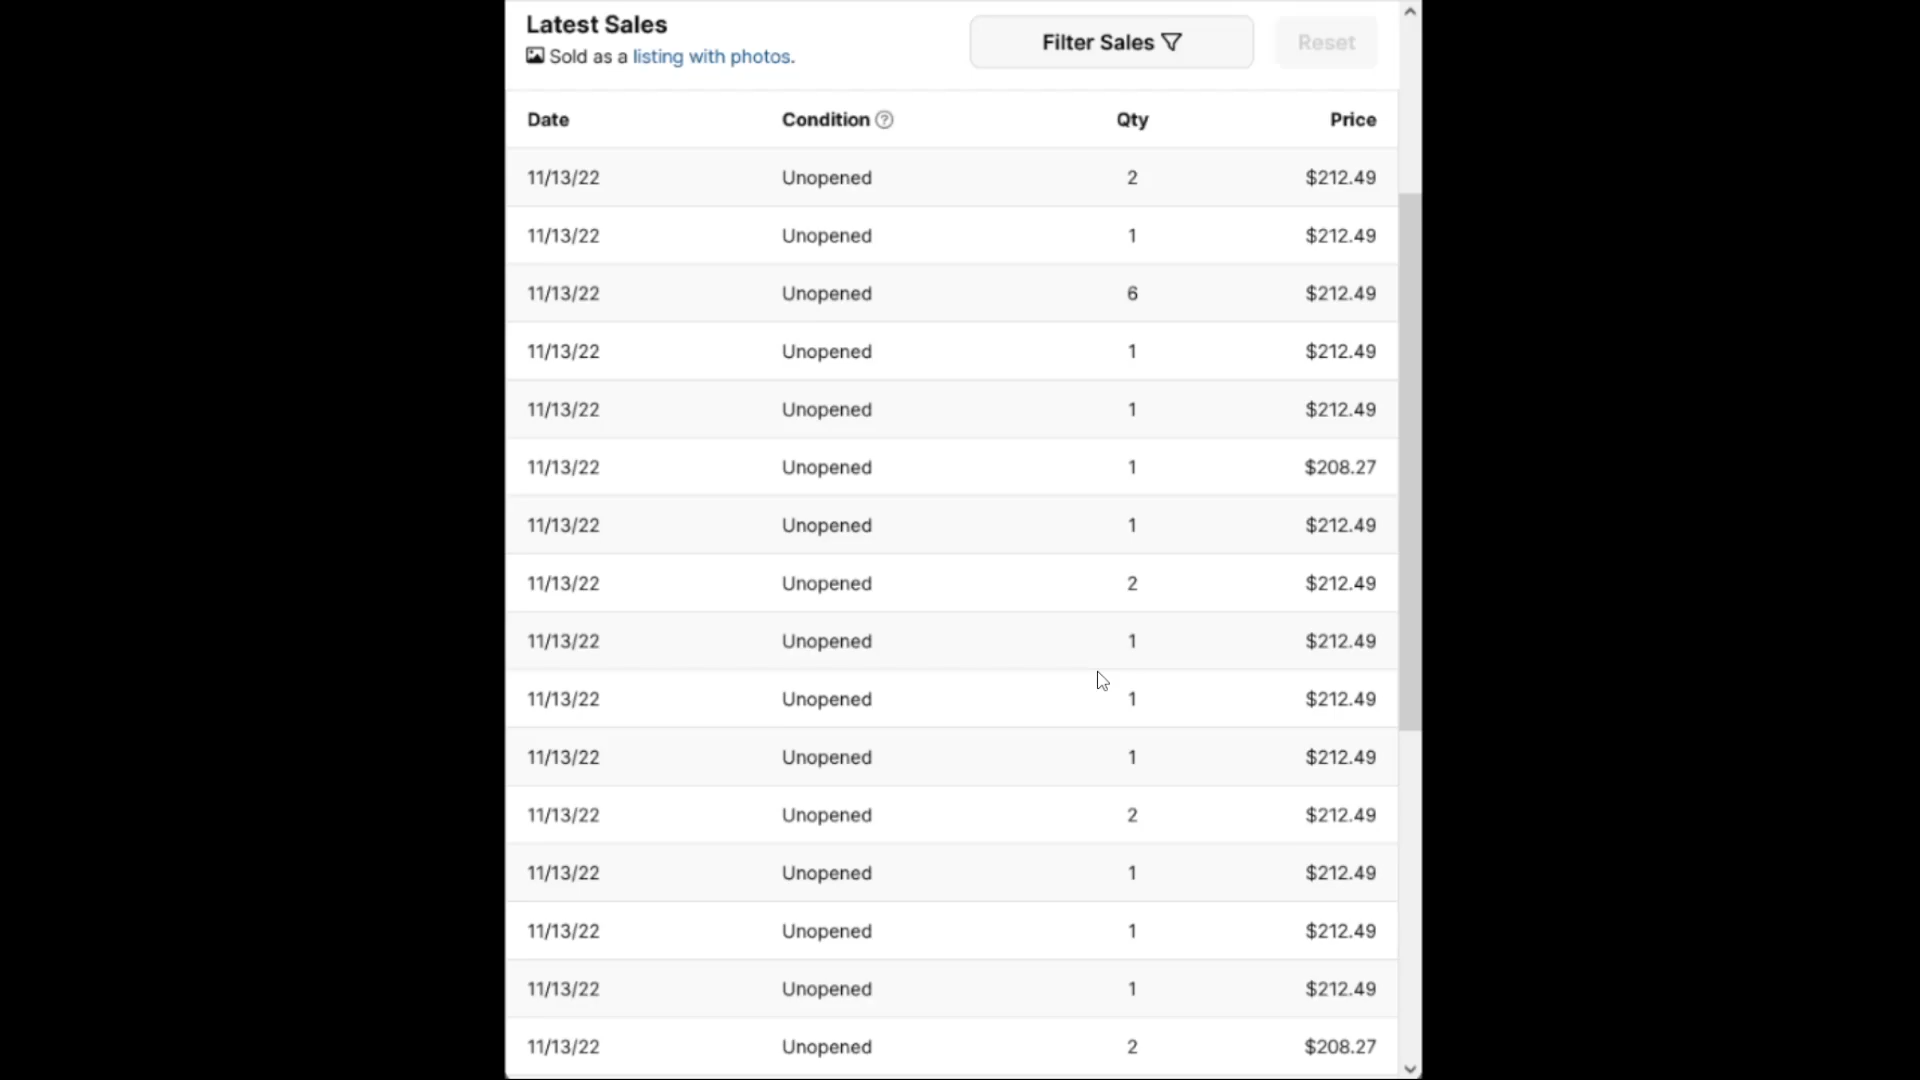 Latest Sales
Sold as a listing with photos.
Filter Sales
Reset
Date Condition ? Qty Price
11/13/22 Unopened 2 $212.49
11/13/22 Unopened 1 $212.49
11/13/22 Unopened 6 $212.49
11/13/22 Unopened 1 $212.49
11/13/22 Unopened 1 $212.49
11/13/22 Unopened 1 $208.27
11/13/22 Unopened 1 $212.49
11/13/22 Unopened 2 $212.49
11/13/22 Unopened 1 $212.49
11/13/22 Unopened 1 $212.49
11/13/22 Unopened 1 $212.49
11/13/22 Unopened 2 $212.49
11/13/22 Unopened 1 $212.49
11/13/22 Unopened 1 $212.49
11/13/22 Unopened 1 $212.49
11/13/22 Unopened 2 $208.27